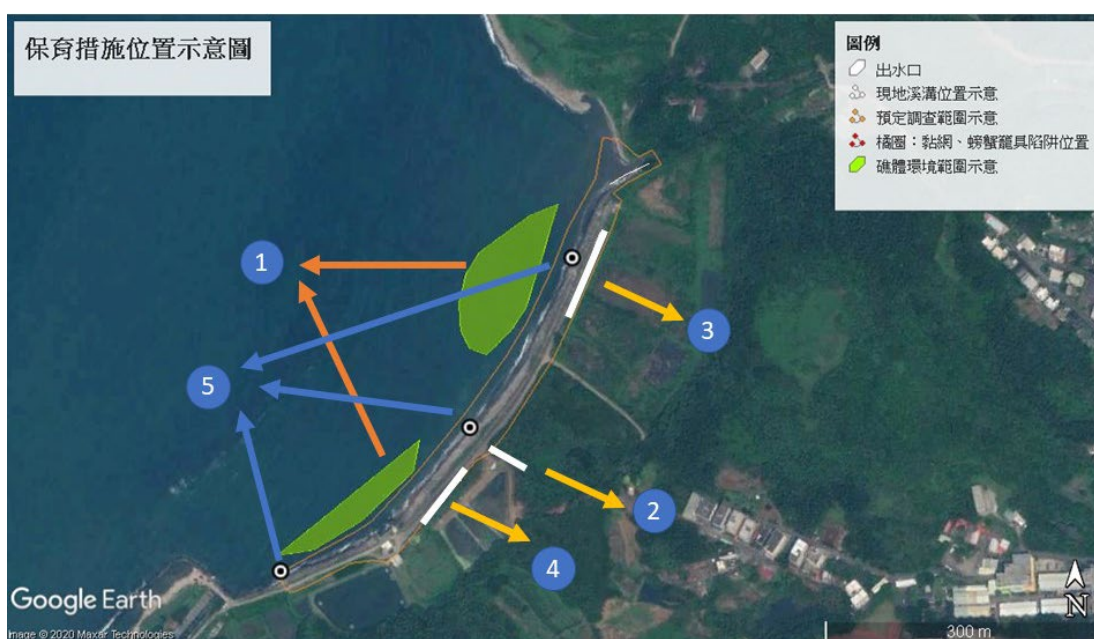 保育措施位置示意圖
圖例
出水口
現地溪溝位置示意
預定調查範圍示意
橘圈：黏網、螃蟹籠具陷阱位置
礁體環境範圍示意
1
5
3
2
4
Google Earth
N
Image © 2020 Maxar Technologies
300 m